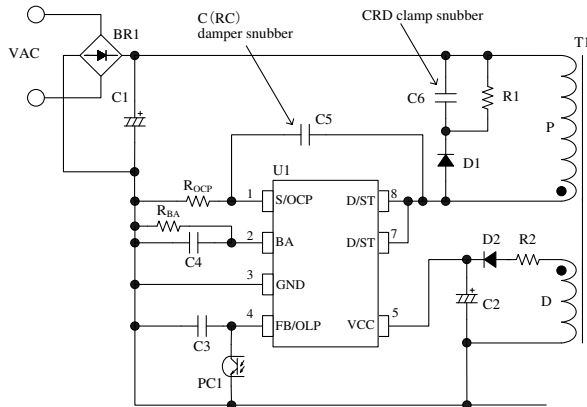 C(RC)
damper snubber
CRD clamp snubber
T1
BR1
VAC
C1
C6
R1
P
C5
D1
U1
ROCP
1
S/OCP
D/ST
8
RBA
2
BA
D/ST
7
C4
D2
R2
3
GND
C2
D
4
FB/OLP
VCC
5
C3
PC1